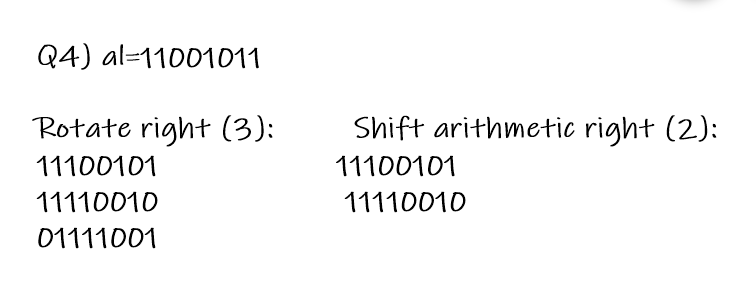 Q4) al=11001011
Rotate right (3):
11100101
11110010
01111001
Shift arithmetic right (2):
11100101
11110010